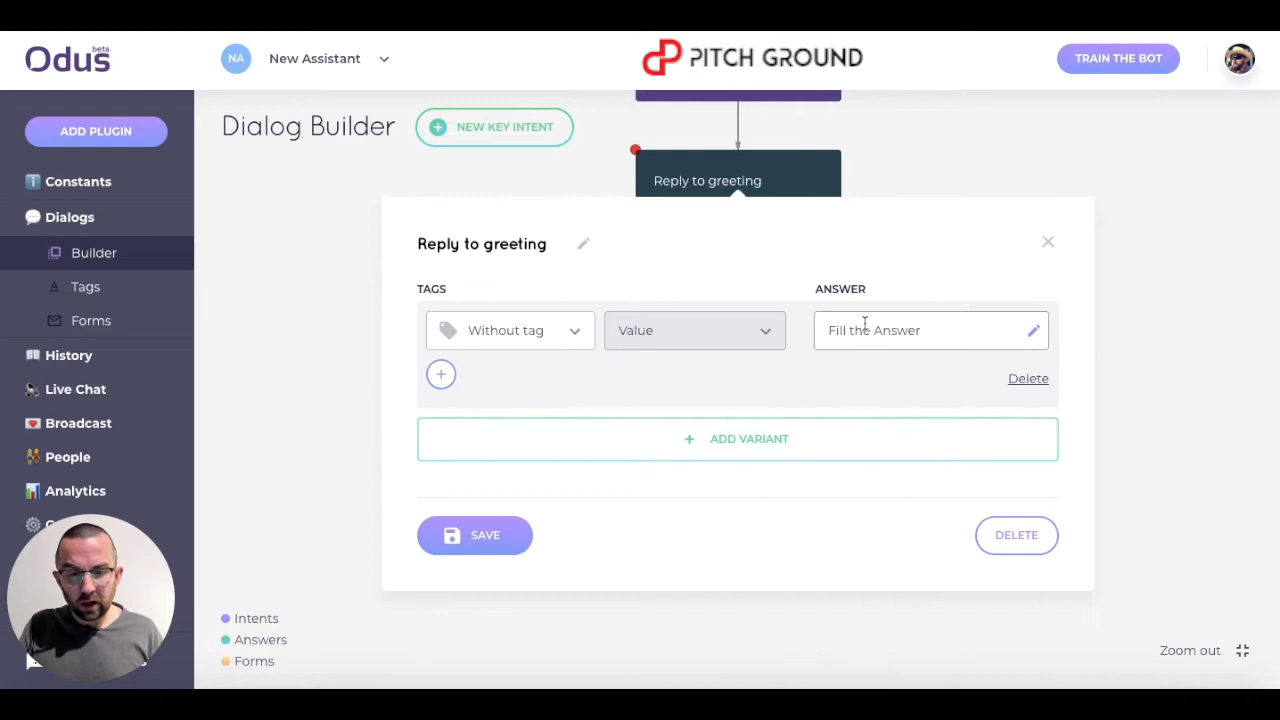 Odus beta
NA New Assistant
PITCH GROUND
TRAIN THE BOT
ADD PLUGIN
Constants
Dialogs
Builder
Tags
Forms
History
Live Chat
Broadcast
People
Analytics
Dialog Builder
NEW KEY INTENT
Reply to greeting
Reply to greeting
TAGS
ANSWER
Without tag
Value
Fill the Answer
Delete
+ ADD VARIANT
SAVE
DELETE
Intents
Answers
Forms
Zoom out